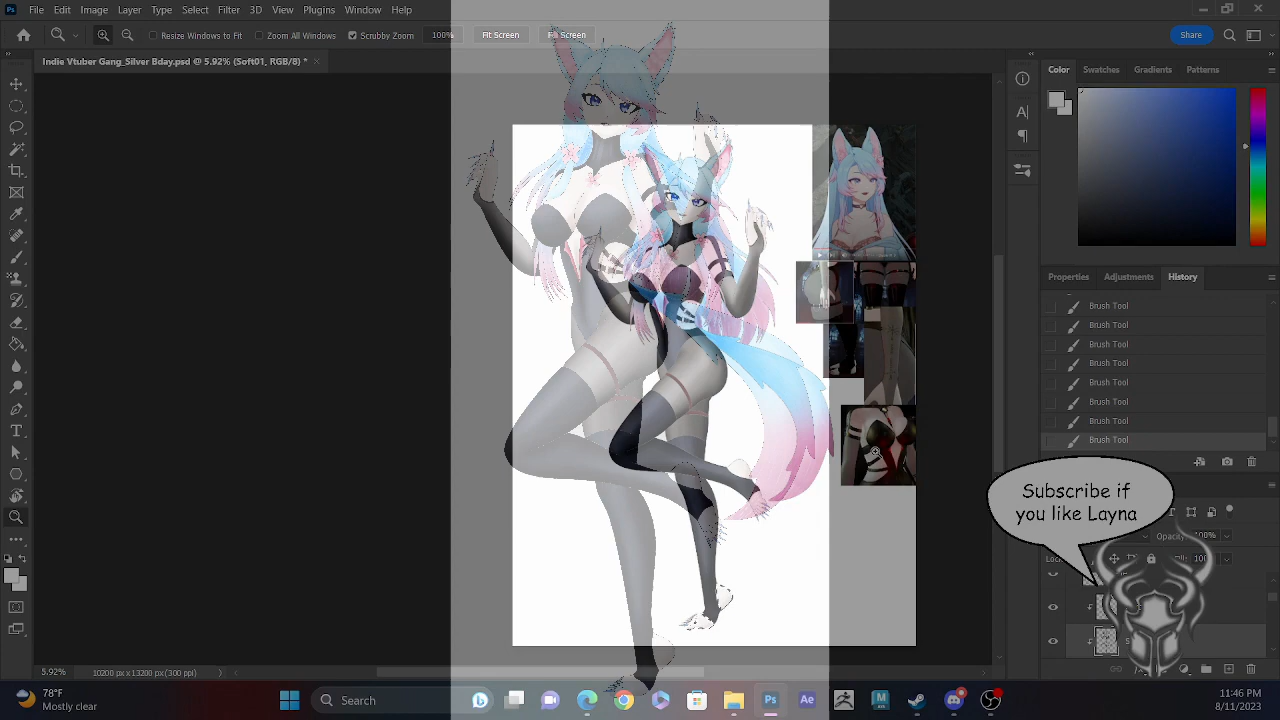 Ps File Edit Image Layer Type Select Filter 3D View Plugins Window Help
Resize Windows to Fit Zoom All Windows Scrubby Zoom 100% Fit Screen Screen Share
Indie Vtuber Gang_Silver Bday.psd @ 5.92% (Soft01, RGB/8) *
Color Swatches Gradients Patterns
Properties Adjustments History
Brush Tool
Brush Tool
Brush Tool
Brush Tool
Brush Tool
Brush Tool
Brush Tool
Brush Tool
Subscribe if
you like Layna
5.92% 10200 px x 13200 px (300 ppi)
78°F
Mostly clear
Search
Ps Ae
11:46 PM
8/11/2023